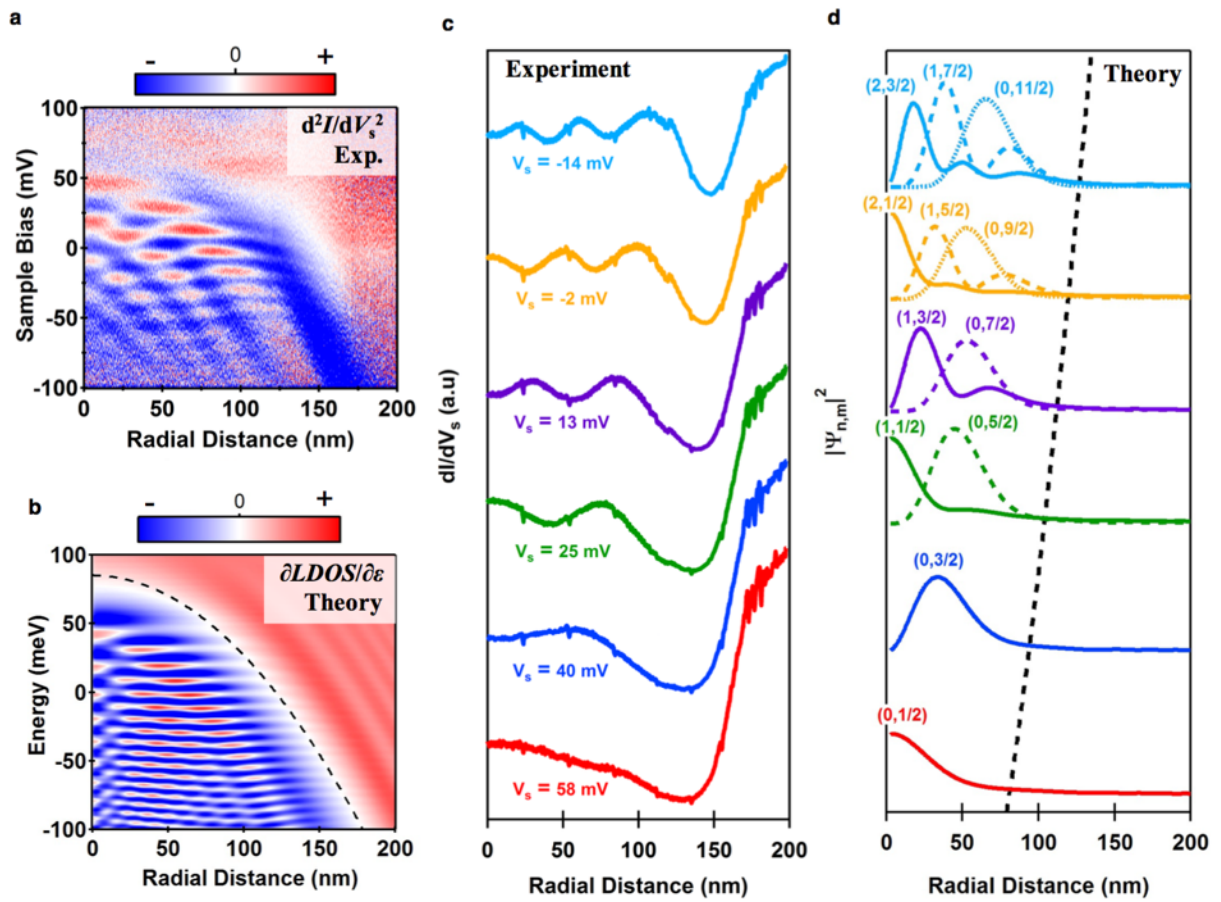 a
- 0 +
100
50
0
-50
-100
Sample Bias (mV)
d²I/dVₛ²
Exp.
0 50 100 150 200
Radial Distance (nm)
b
- 0 +
100
50
0
-50
-100
Energy (meV)
∂LDOS/∂ε
Theory
0 50 100 150 200
Radial Distance (nm)
c
Experiment
dI/dVₛ (a.u)
Vₛ = -14 mV
Vₛ = -2 mV
Vₛ = 13 mV
Vₛ = 25 mV
Vₛ = 40 mV
Vₛ = 58 mV
0 50 100 150 200
Radial Distance (nm)
d
Theory
|Ψn,m|²
(2,3/2) (1,7/2) (0,11/2)
(2,1/2) (1,5/2) (0,9/2)
(1,3/2) (0,7/2)
(1,1/2) (0,5/2)
(0,3/2)
(0,1/2)
0 50 100 150 200
Radial Distance (nm)